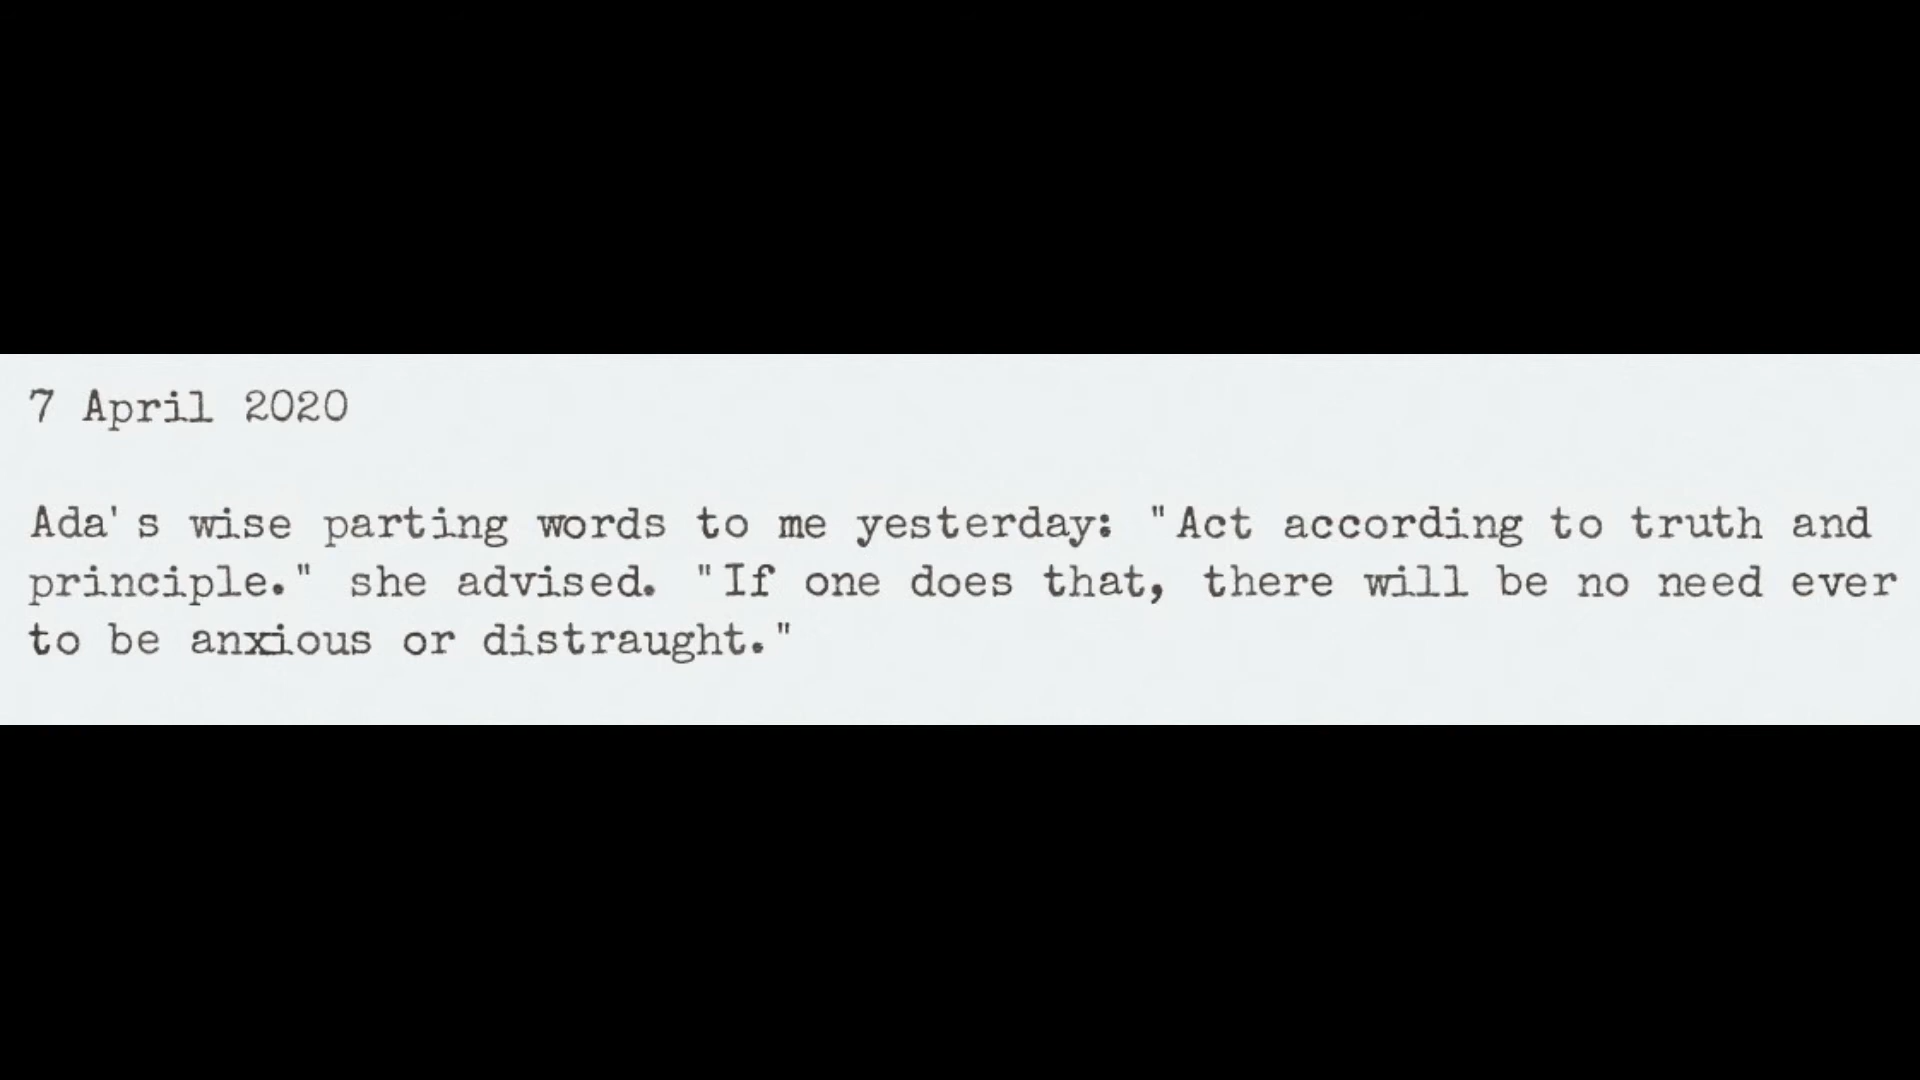 7 April 2020
Ada's wise parting words to me yesterday: "Act according to truth and
principle." she advised. "If one does that, there will be no need ever
to be anxious or distraught."